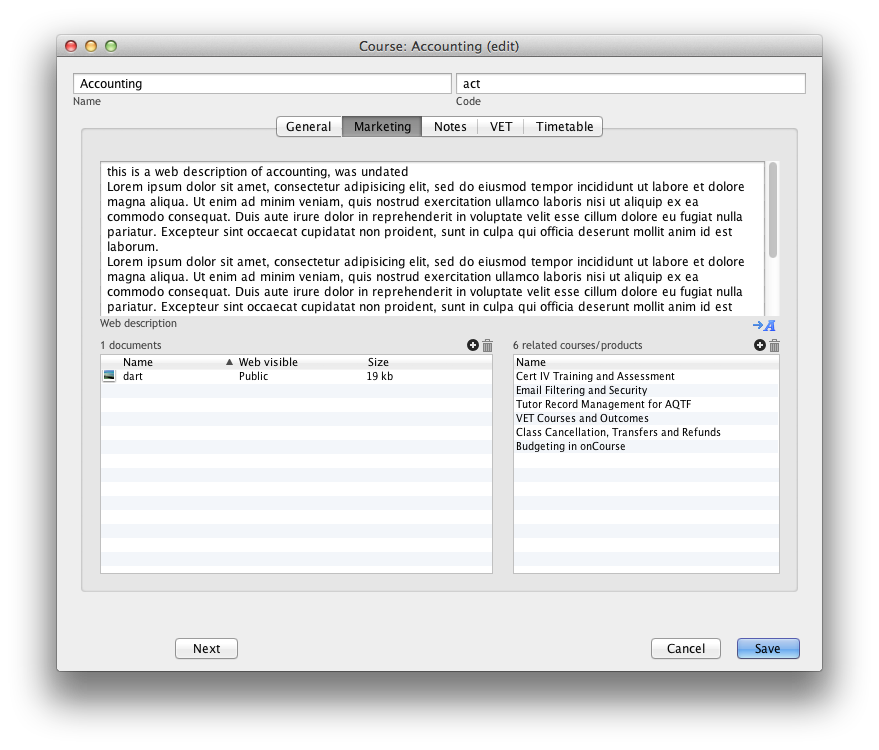 Course: Accounting (edit)
Accounting act
Name Code
General Marketing Notes VET Timetable
this is a web description of accounting, was undated
Lorem ipsum dolor sit amet, consectetur adipisicing elit, sed do eiusmod tempor incididunt ut labore et dolore
magna aliqua. Ut enim ad minim veniam, quis nostrud exercitation ullamco laboris nisi ut aliquip ex ea
commodo consequat. Duis aute irure dolor in reprehenderit in voluptate velit esse cillum dolore eu fugiat nulla
pariatur. Excepteur sint occaecat cupidatat non proident, sunt in culpa qui officia deserunt mollit anim id est
laborum.
Lorem ipsum dolor sit amet, consectetur adipisicing elit, sed do eiusmod tempor incididunt ut labore et dolore
magna aliqua. Ut enim ad minim veniam, quis nostrud exercitation ullamco laboris nisi ut aliquip ex ea
commodo consequat. Duis aute irure dolor in reprehenderit in voluptate velit esse cillum dolore eu fugiat nulla
pariatur. Excepteur sint occaecat cupidatat non proident, sunt in culpa qui officia deserunt mollit anim id est
Web description
1 documents
Name Web visible Size
dart Public 19 kb
6 related courses/products
Name
Cert IV Training and Assessment
Email Filtering and Security
Tutor Record Management for AQTF
VET Courses and Outcomes
Class Cancellation, Transfers and Refunds
Budgeting in onCourse
Next Cancel Save